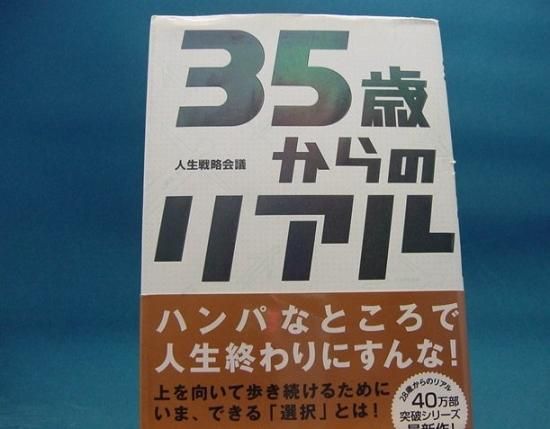 35歳
人生戦略会議
からの
リアル
ハンパなところで
人生終わりにすんな!
上を向いて歩き続けるために
いま、できる「選択」とは!
28歳からのリアル
40万部
突破シリーズ
最新作!